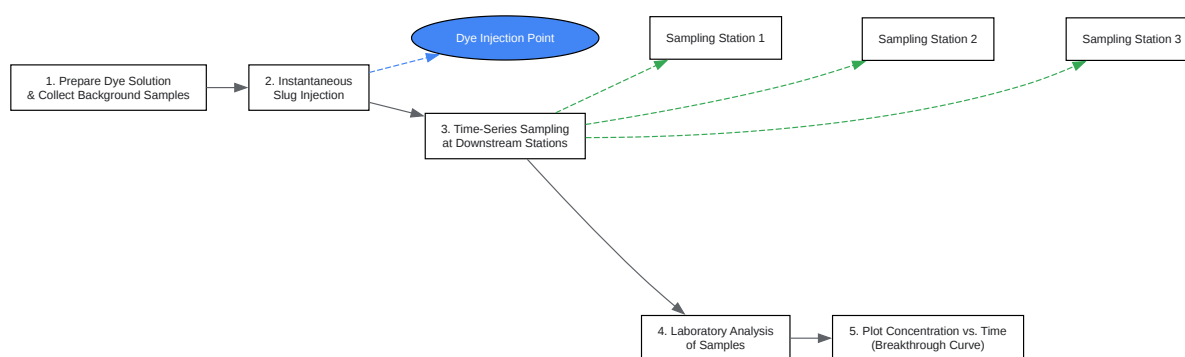 Dye Injection Point
Sampling Station 1
Sampling Station 2
Sampling Station 3
1. Prepare Dye Solution
& Collect Background Samples
2. Instantaneous
Slug Injection
3. Time-Series Sampling
at Downstream Stations
4. Laboratory Analysis
of Samples
5. Plot Concentration vs. Time
(Breakthrough Curve)